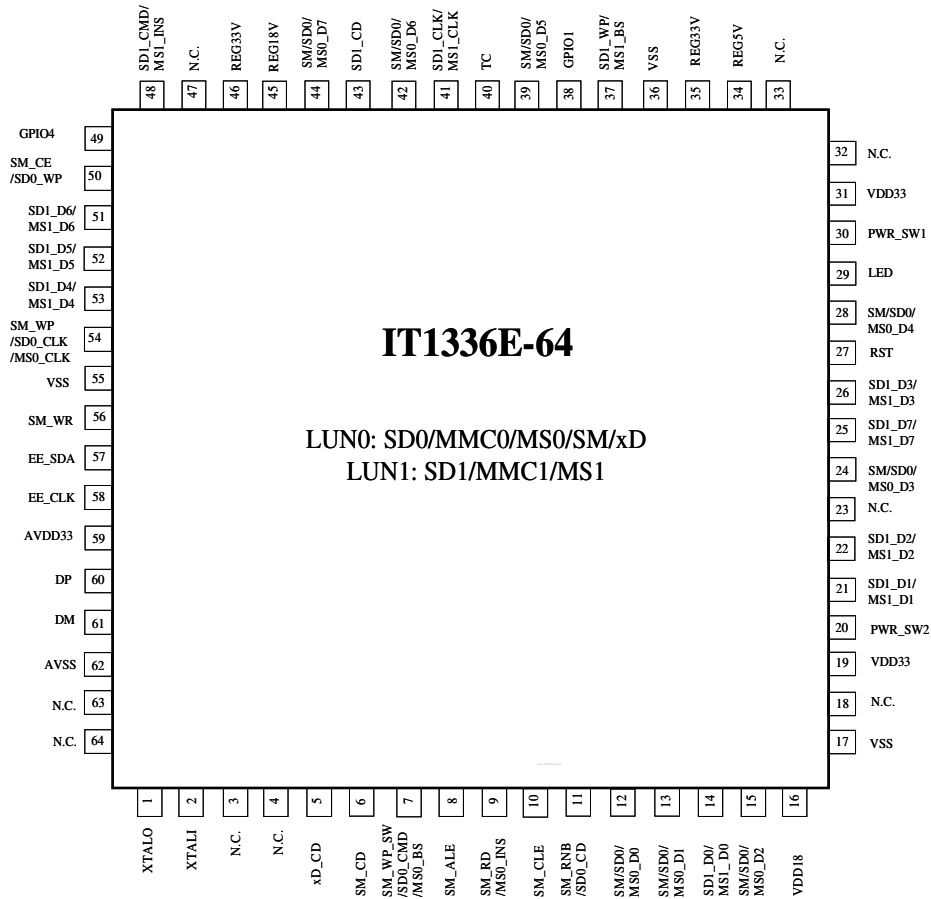 SD1_CMD/
MS1_INS
N.C.
REG33V
REG18V
SM/SD0/
MS0_D7
SD1_CD
SM/SD0/
MS0_D6
SD1_CLK/
MS1_CLK
TC
SM/SD0/
MS0_D5
GPIO1
SD1_WP/
MS1_BS
VSS
REG33V
REG5V
N.C.
48 47 46 45 44 43 42 41 40 39 38 37 36 35 34 33
GPIO4 49
SM_CE
/SD0_WP 50
SD1_D6/
MS1_D6 51
SD1_D5/
MS1_D5 52
SD1_D4/
MS1_D4 53
SM_WP
/SD0_CLK 54
/MS0_CLK
VSS 55
SM_WR 56
EE_SDA 57
EE_CLK 58
AVDD33 59
DP 60
DM 61
AVSS 62
N.C. 63
N.C. 64
IT1336E-64
LUN0: SD0/MMC0/MS0/SM/xD
LUN1: SD1/MMC1/MS1
32 N.C.
31 VDD33
30 PWR_SW1
29 LED
28 SM/SD0/
MS0_D4
27 RST
26 SD1_D3/
MS1_D3
25 SD1_D7/
MS1_D7
24 SM/SD0/
MS0_D3
23 N.C.
22 SD1_D2/
MS1_D2
21 SD1_D1/
MS1_D1
20 PWR_SW2
19 VDD33
18 N.C.
17 VSS
1 2 3 4 5 6 7 8 9 10 11 12 13 14 15 16
XTALO
XTALI
N.C.
N.C.
xD_CD
SM_CD
SM_WP_SW
/SD0_CMD
/MS0_BS
SM_ALE
SM_RD
/MS0_INS
SM_CLE
SM_RNB
/SD0_CD
SM/SD0/
MS0_D0
SM/SD0/
MS0_D1
SD1_D0/
MS1_D0
SM/SD0/
MS0_D2
VDD18